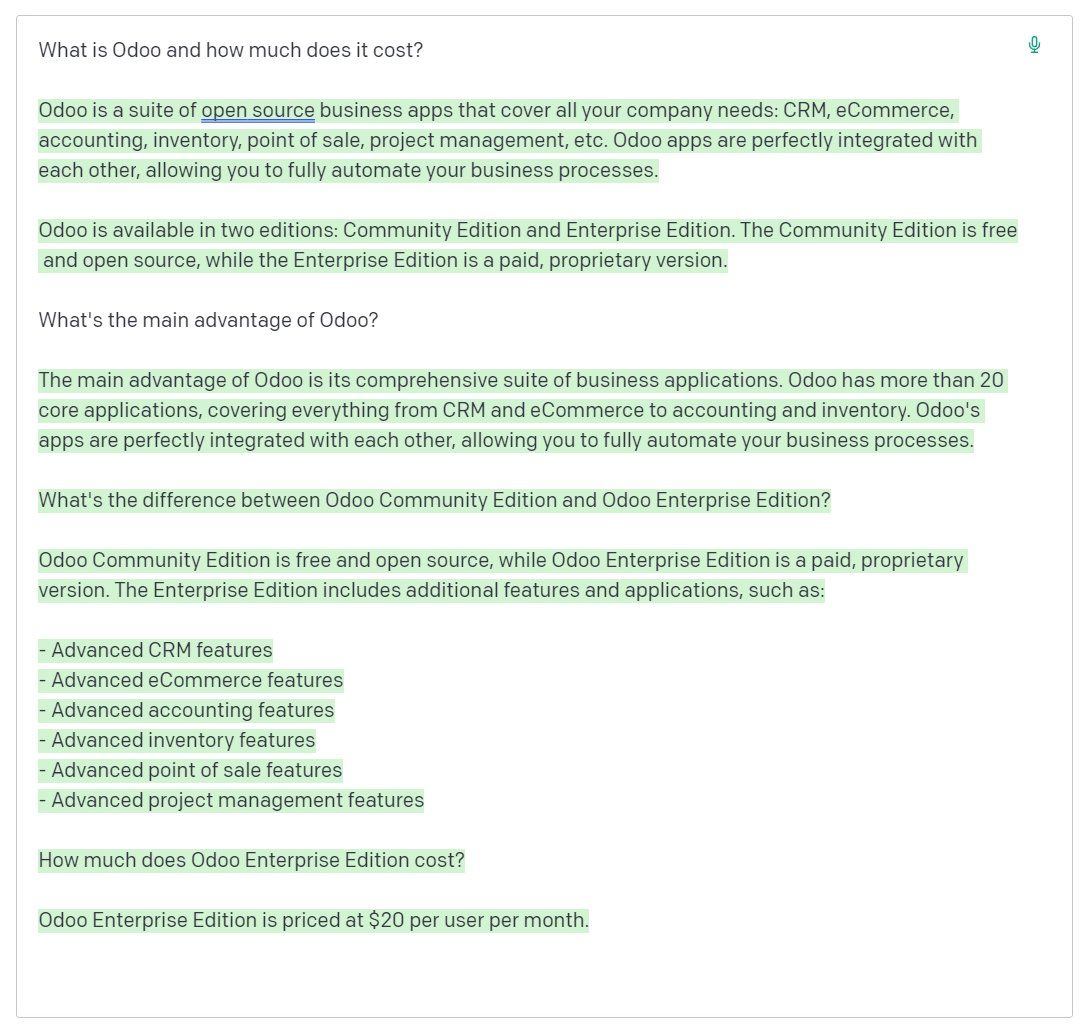 What is Odoo and how much does it cost?
Odoo is a suite of open source business apps that cover all your company needs: CRM, eCommerce,
accounting, inventory, point of sale, project management, etc. Odoo apps are perfectly integrated with
each other, allowing you to fully automate your business processes.
Odoo is available in two editions: Community Edition and Enterprise Edition. The Community Edition is free
and open source, while the Enterprise Edition is a paid, proprietary version.
What's the main advantage of Odoo?
The main advantage of Odoo is its comprehensive suite of business applications. Odoo has more than 20
core applications, covering everything from CRM and eCommerce to accounting and inventory. Odoo's
apps are perfectly integrated with each other, allowing you to fully automate your business processes.
What's the difference between Odoo Community Edition and Odoo Enterprise Edition?
Odoo Community Edition is free and open source, while Odoo Enterprise Edition is a paid, proprietary
version. The Enterprise Edition includes additional features and applications, such as:
- Advanced CRM features
- Advanced eCommerce features
- Advanced accounting features
- Advanced inventory features
- Advanced point of sale features
- Advanced project management features
How much does Odoo Enterprise Edition cost?
Odoo Enterprise Edition is priced at $20 per user per month.